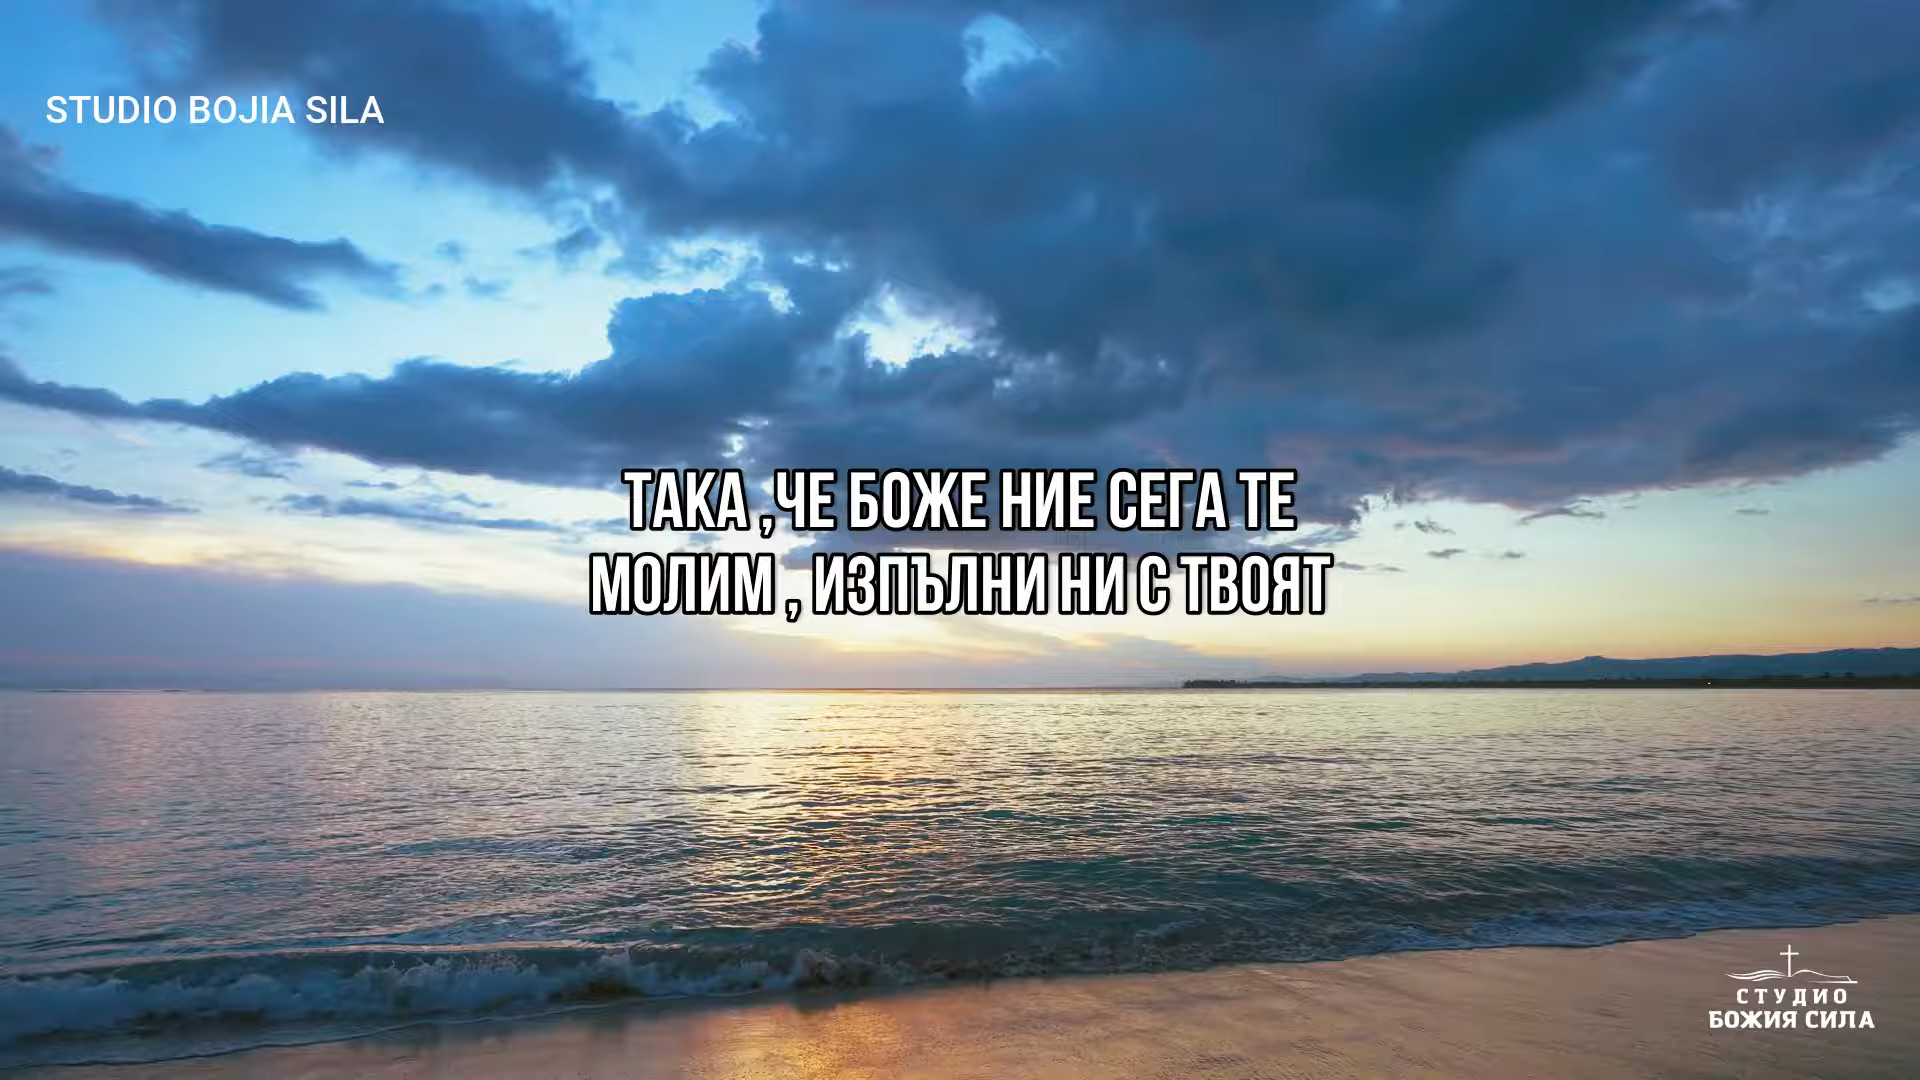 STUDIO BOJIA SILA
ТАКА ,ЧЕ БОЖЕ НИЕ СЕГА ТЕ
МОЛИМ , ИЗПЪЛНИ НИ С ТВОЯТ
СТУДИО
БОЖИЯ СИЛА